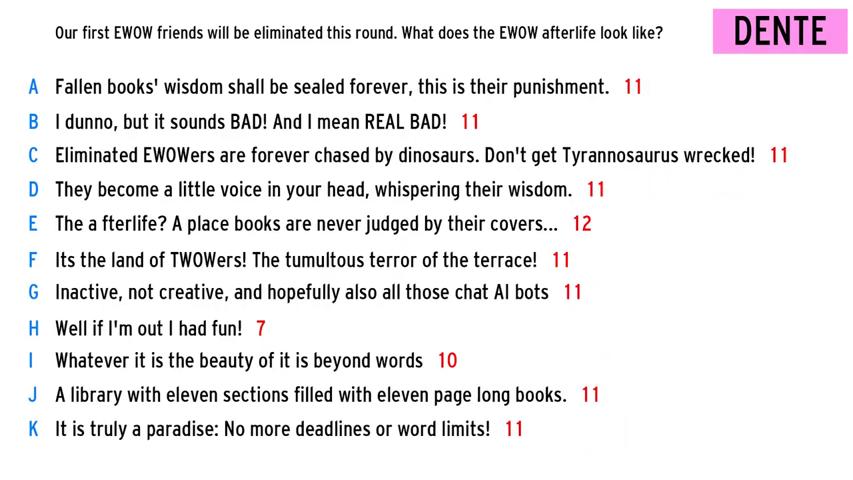 Our first EWOW friends will be eliminated this round. What does the EWOW afterlife look like?
DENTE
A Fallen books' wisdom shall be sealed forever, this is their punishment. 11
B I dunno, but it sounds BAD! And I mean REAL BAD! 11
C Eliminated EWOWers are forever chased by dinosaurs. Don't get Tyrannosaurus wrecked! 11
D They become a little voice in your head, whispering their wisdom. 11
E The a fterlife? A place books are never judged by their covers... 12
F Its the land of TWOWers! The tumultous terror of the terrace! 11
G Inactive, not creative, and hopefully also all those chat AI bots 11
H Well if I'm out I had fun! 7
I Whatever it is the beauty of it is beyond words 10
J A library with eleven sections filled with eleven page long books. 11
K It is truly a paradise: No more deadlines or word limits! 11